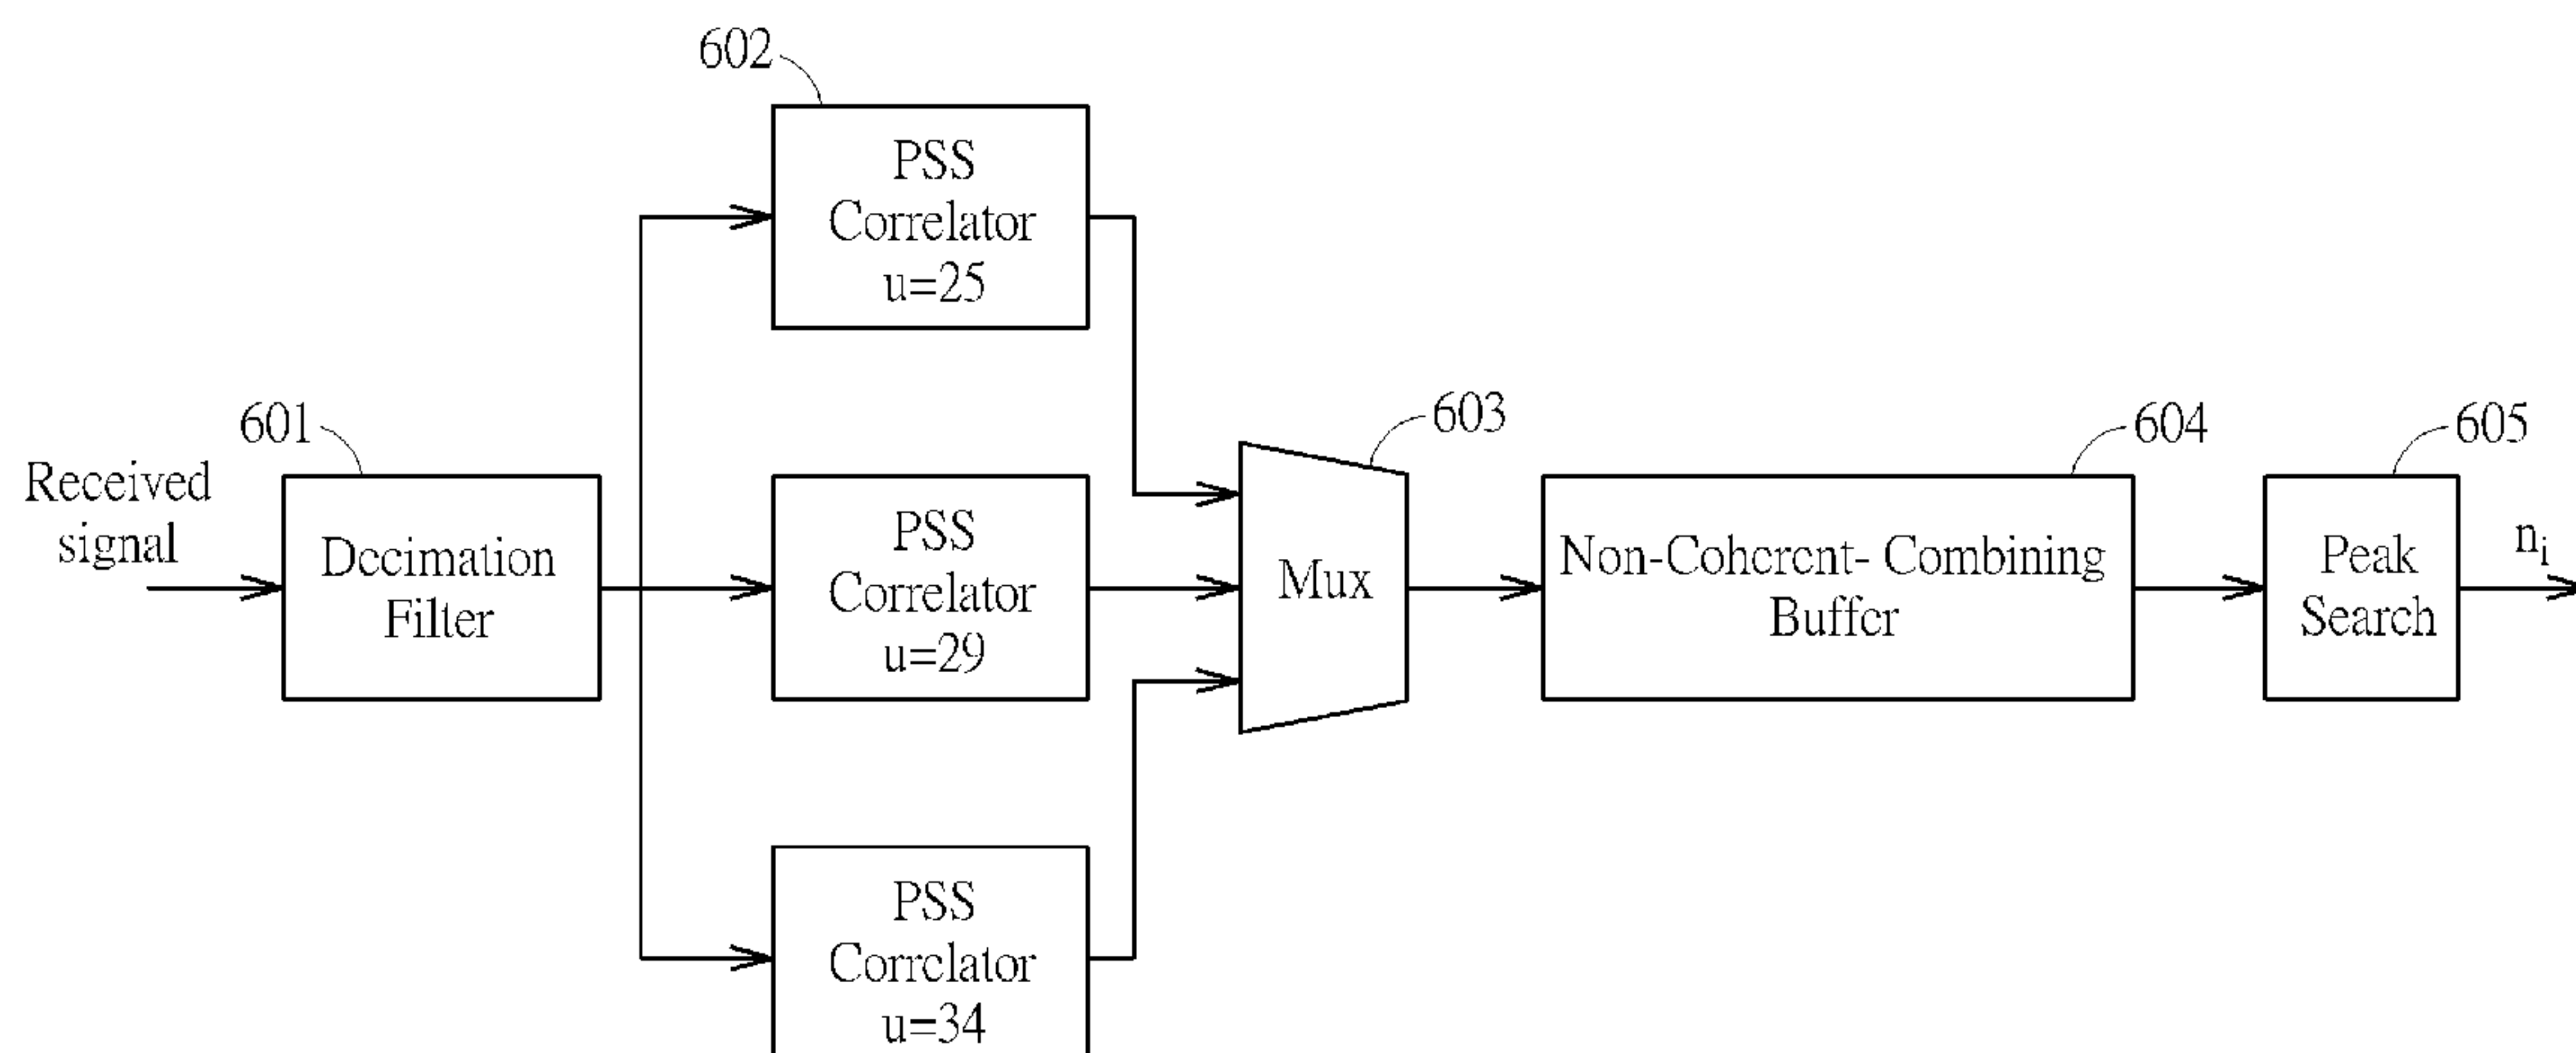 602
PSS
Correlator
u=25
601
603
604
605
Received
signal
Decimation
Filter
PSS
Correlator
u=29
Mux
Non-Coherent- Combining
Buffer
Peak
Search
ni
PSS
Correlator
u=34